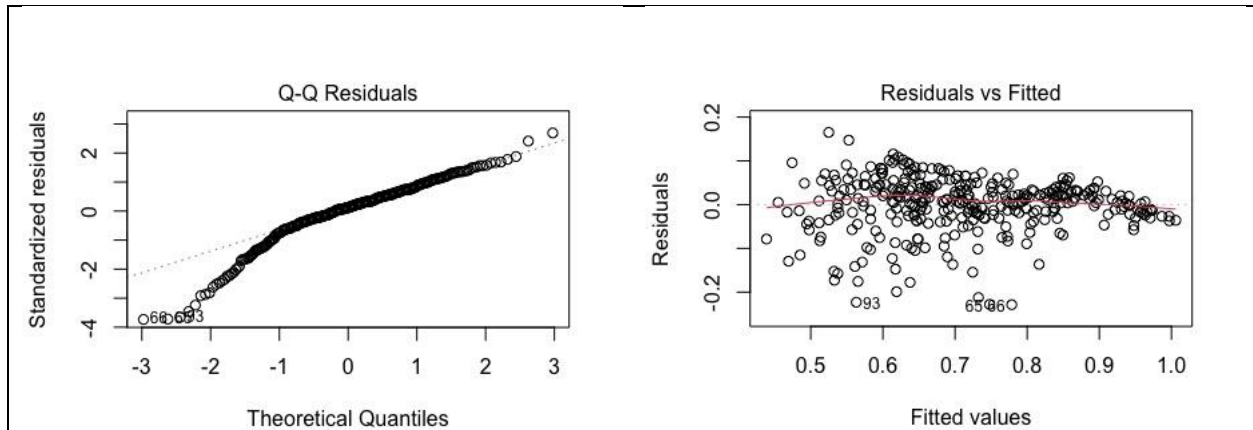 Q-Q Residuals
Standardized residuals
2
0
-2
-4
66
93
-3 -2 -1 0 1 2 3
Theoretical Quantiles
Residuals vs Fitted
Residuals
0.2
0.0
-0.2
93
65
66
0.5 0.6 0.7 0.8 0.9 1.0
Fitted values